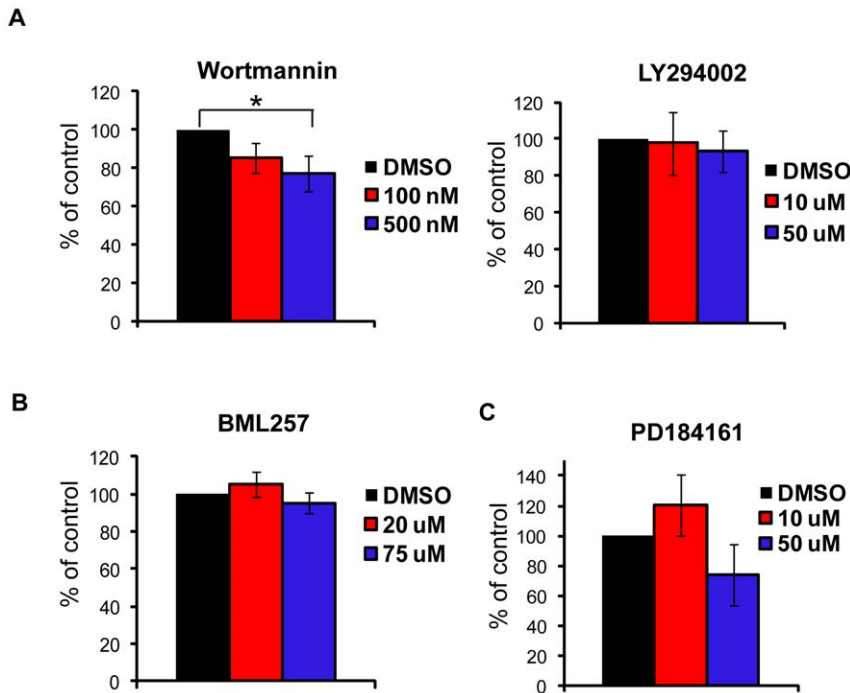 A
Wortmannin
120
100
80
60
40
20
0
% of control
*
DMSO
100 nM
500 nM
LY294002
120
100
80
60
40
20
0
% of control
DMSO
10 uM
50 uM
B
BML257
120
100
80
60
40
20
0
% of control
DMSO
20 uM
75 uM
C
PD184161
140
120
100
80
60
40
20
0
% of control
DMSO
10 uM
50 uM